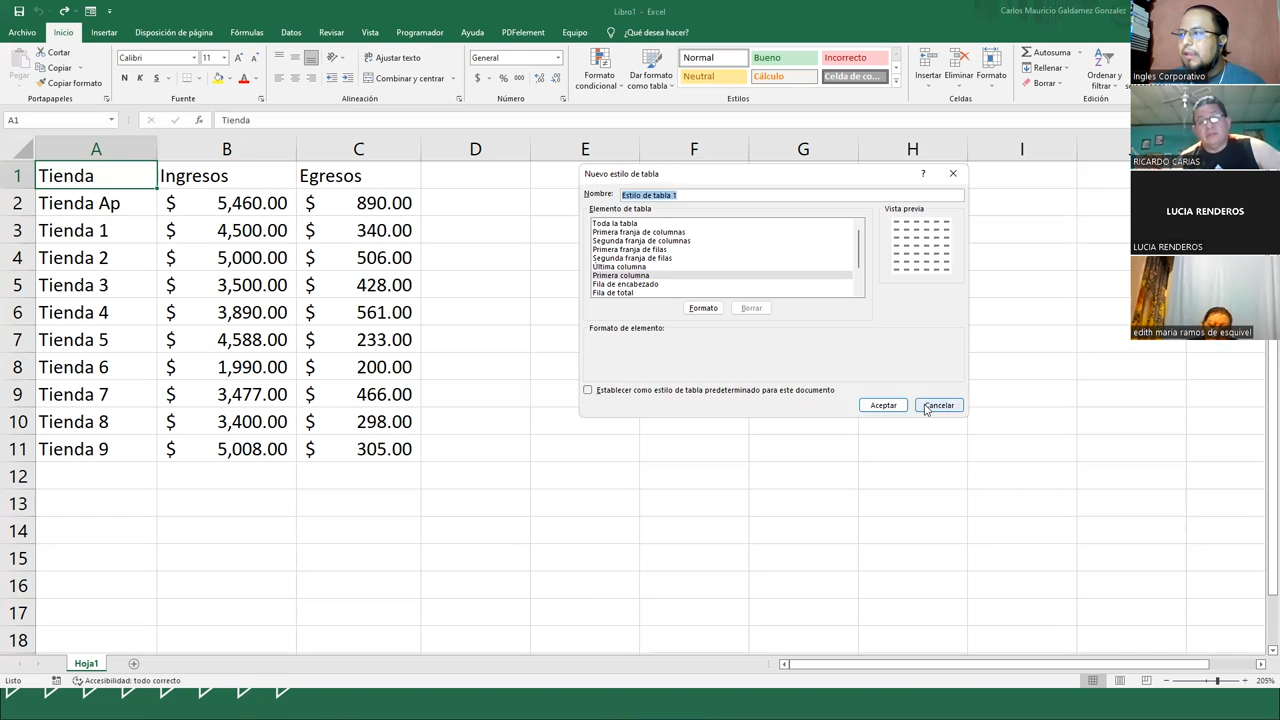 Libro1 - Excel
Carlos Mauricio Galdamez Gonzalez
Archivo Inicio Insertar Disposición de página Fórmulas Datos Revisar Vista Programador Ayuda PDFelement Equipo ¿Qué desea hacer?
Pegar
Cortar
Copiar
Copiar formato
Portapapeles
Calibri 11
N K S
Fuente
Ajustar texto
Combinar y centrar
Alineación
General
$ % 000
Número
Formato condicional
Dar formato como tabla
Normal Bueno Incorrecto
Neutral Cálculo Celda de co...
Estilos
Insertar Eliminar Formato
Celdas
Autosuma
Rellenar
Borrar
Ordenar y filtrar
Edición
A1 fx Tienda
A B C D E F G H I
1 Tienda Ingresos Egresos
2 Tienda Ap $ 5,460.00 $ 890.00
3 Tienda 1 $ 4,500.00 $ 340.00
4 Tienda 2 $ 5,000.00 $ 506.00
5 Tienda 3 $ 3,500.00 $ 428.00
6 Tienda 4 $ 3,890.00 $ 561.00
7 Tienda 5 $ 4,588.00 $ 233.00
8 Tienda 6 $ 1,990.00 $ 200.00
9 Tienda 7 $ 3,477.00 $ 466.00
10 Tienda 8 $ 3,400.00 $ 298.00
11 Tienda 9 $ 5,008.00 $ 305.00
12
13
14
15
16
17
18
Nuevo estilo de tabla ?
Nombre: Estilo de tabla 1
Elemento de tabla
Toda la tabla
Primera franja de columnas
Segunda franja de columnas
Primera franja de filas
Segunda franja de filas
Última columna
Primera columna
Fila de encabezado
Fila de total
Vista previa
Formato Borrar
Formato de elemento:
Establecer como estilo de tabla predeterminado para este documento
Aceptar Cancelar
Ingles Corporativo
RICARDO CARIAS
LUCIA RENDEROS
LUCIA RENDEROS
edith maria ramos de esquivel
Hoja1
Listo Accesibilidad: todo correcto 205%